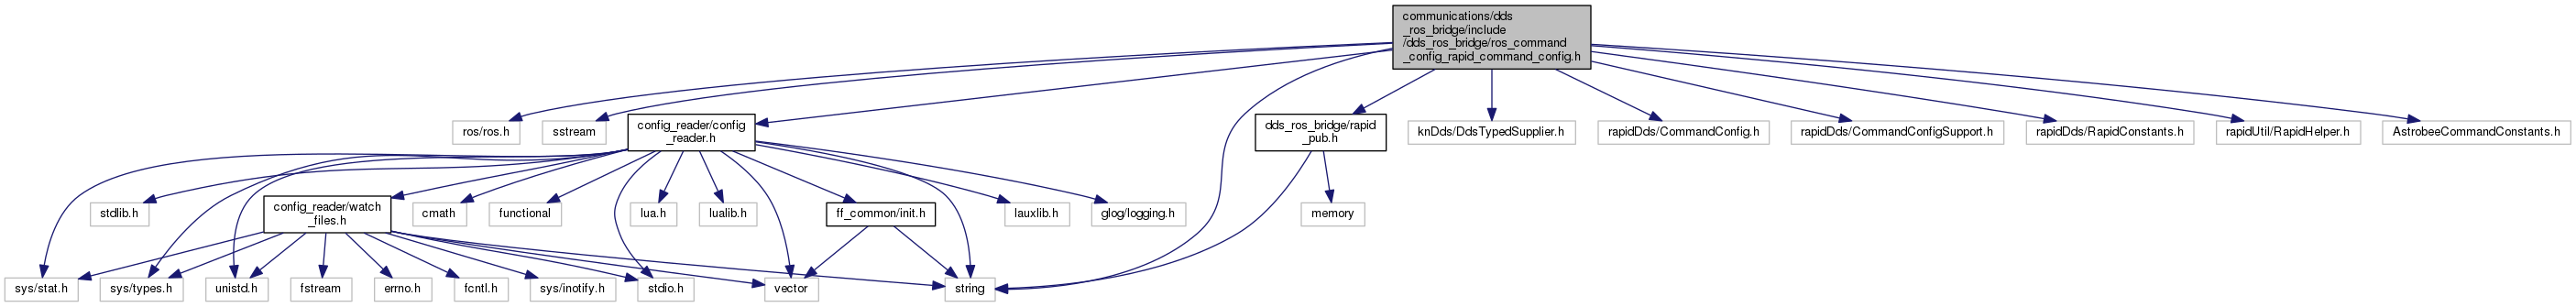 communications/dds
_ros_bridge/include
/dds_ros_bridge/ros_command
_config_rapid_command_config.h
ros/ros.h
sstream
config_reader/config
_reader.h
dds_ros_bridge/rapid
_pub.h
knDds/DdsTypedSupplier.h
rapidDds/CommandConfig.h
rapidDds/CommandConfigSupport.h
rapidDds/RapidConstants.h
rapidUtil/RapidHelper.h
AstrobeeCommandConstants.h
stdlib.h
config_reader/watch
_files.h
cmath
functional
lua.h
lualib.h
ff_common/init.h
lauxlib.h
glog/logging.h
memory
sys/stat.h
sys/types.h
unistd.h
fstream
errno.h
fcntl.h
sys/inotify.h
stdio.h
vector
string